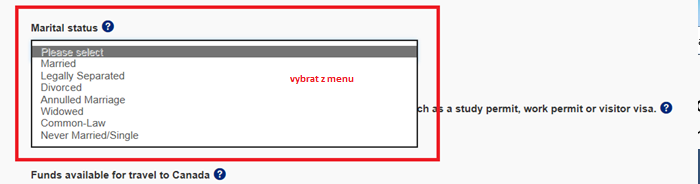 Marital status ?
Please select
Married
Legally Separated
Divorced
Annulled Marriage
Widowed
Common-Law
Never Married/Single
vybrat z menu
ch as a study permit, work permit or visitor visa. ?
Funds available for travel to Canada ?